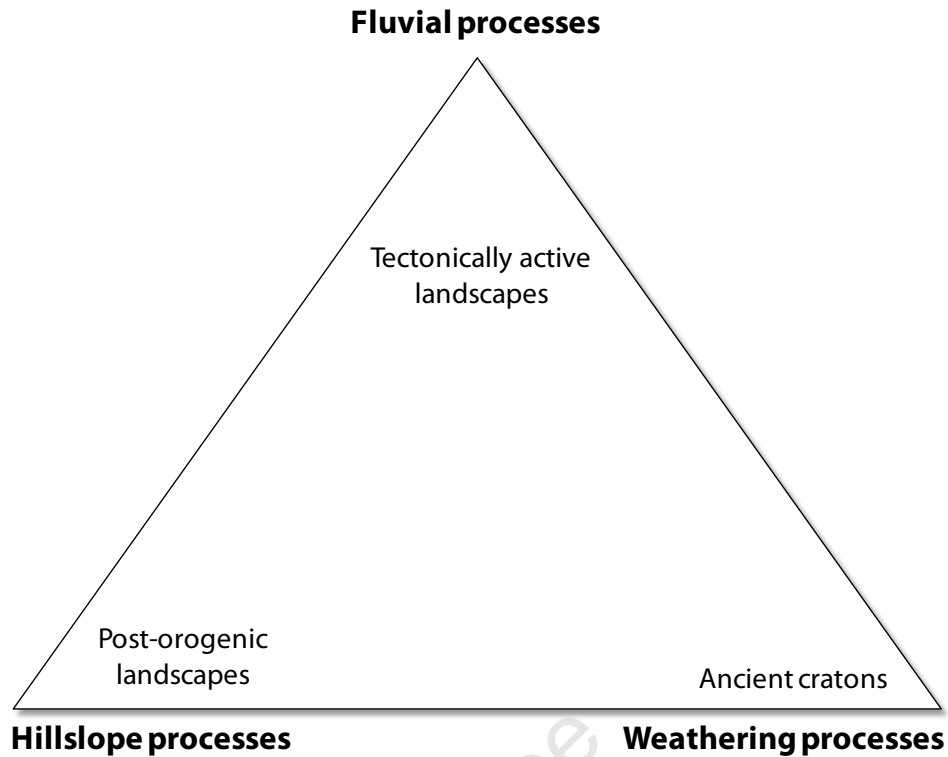 Fluvial processes
Tectonically active
landscapes
Post-orogenic
landscapes
Ancient cratons
Hillslope processes
Weathering processes